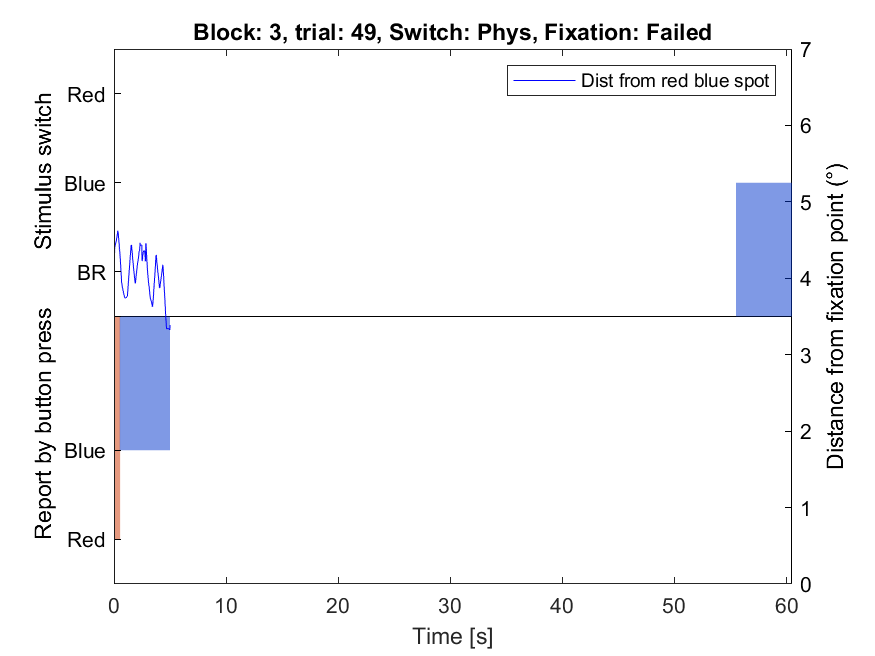 Block: 3, trial: 49, Switch: Phys, Fixation: Failed
Dist from red blue spot
Stimulus switch
Red
Blue
BR
Report by button press
Blue
Red
7
6
5
4
3
2
1
0
Distance from fixation point (°)
0 10 20 30 40 50 60
Time [s]